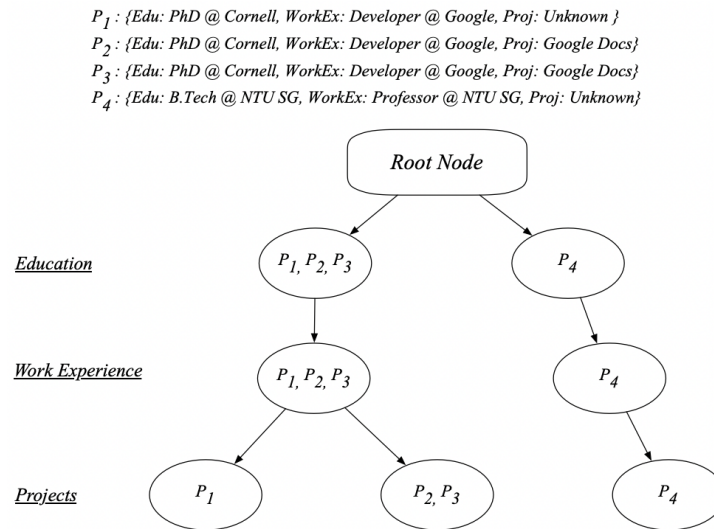 P1 : {Edu: PhD @ Cornell, WorkEx: Developer @ Google, Proj: Unknown }
P2 : {Edu: PhD @ Cornell, WorkEx: Developer @ Google, Proj: Google Docs}
P3 : {Edu: PhD @ Cornell, WorkEx: Developer @ Google, Proj: Google Docs}
P4 : {Edu: B.Tech @ NTU SG, WorkEx: Professor @ NTU SG, Proj: Unknown}
Root Node
Education
P1, P2, P3
P4
Work Experience
P1, P2, P3
P4
Projects
P1
P2, P3
P4